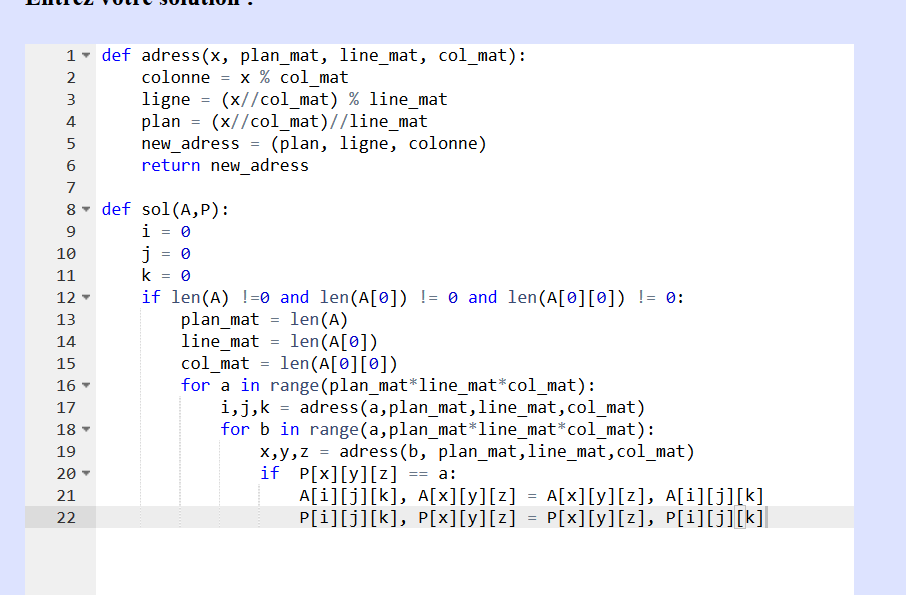 Entrez votre solution :
1 def adress(x, plan_mat, line_mat, col_mat):
2     colonne = x % col_mat
3     ligne = (x//col_mat) % line_mat
4     plan = (x//col_mat)//line_mat
5     new_adress = (plan, ligne, colonne)
6     return new_adress
7
8 def sol(A,P):
9     i = 0
10     j = 0
11     k = 0
12     if len(A) !=0 and len(A[0]) != 0 and len(A[0][0]) != 0:
13         plan_mat = len(A)
14         line_mat = len(A[0])
15         col_mat = len(A[0][0])
16         for a in range(plan_mat*line_mat*col_mat):
17             i,j,k = adress(a,plan_mat,line_mat,col_mat)
18             for b in range(a,plan_mat*line_mat*col_mat):
19                 x,y,z = adress(b, plan_mat,line_mat,col_mat)
20                 if  P[x][y][z] == a:
21                     A[i][j][k], A[x][y][z] = A[x][y][z], A[i][j][k]
22                     P[i][j][k], P[x][y][z] = P[x][y][z], P[i][j][k]